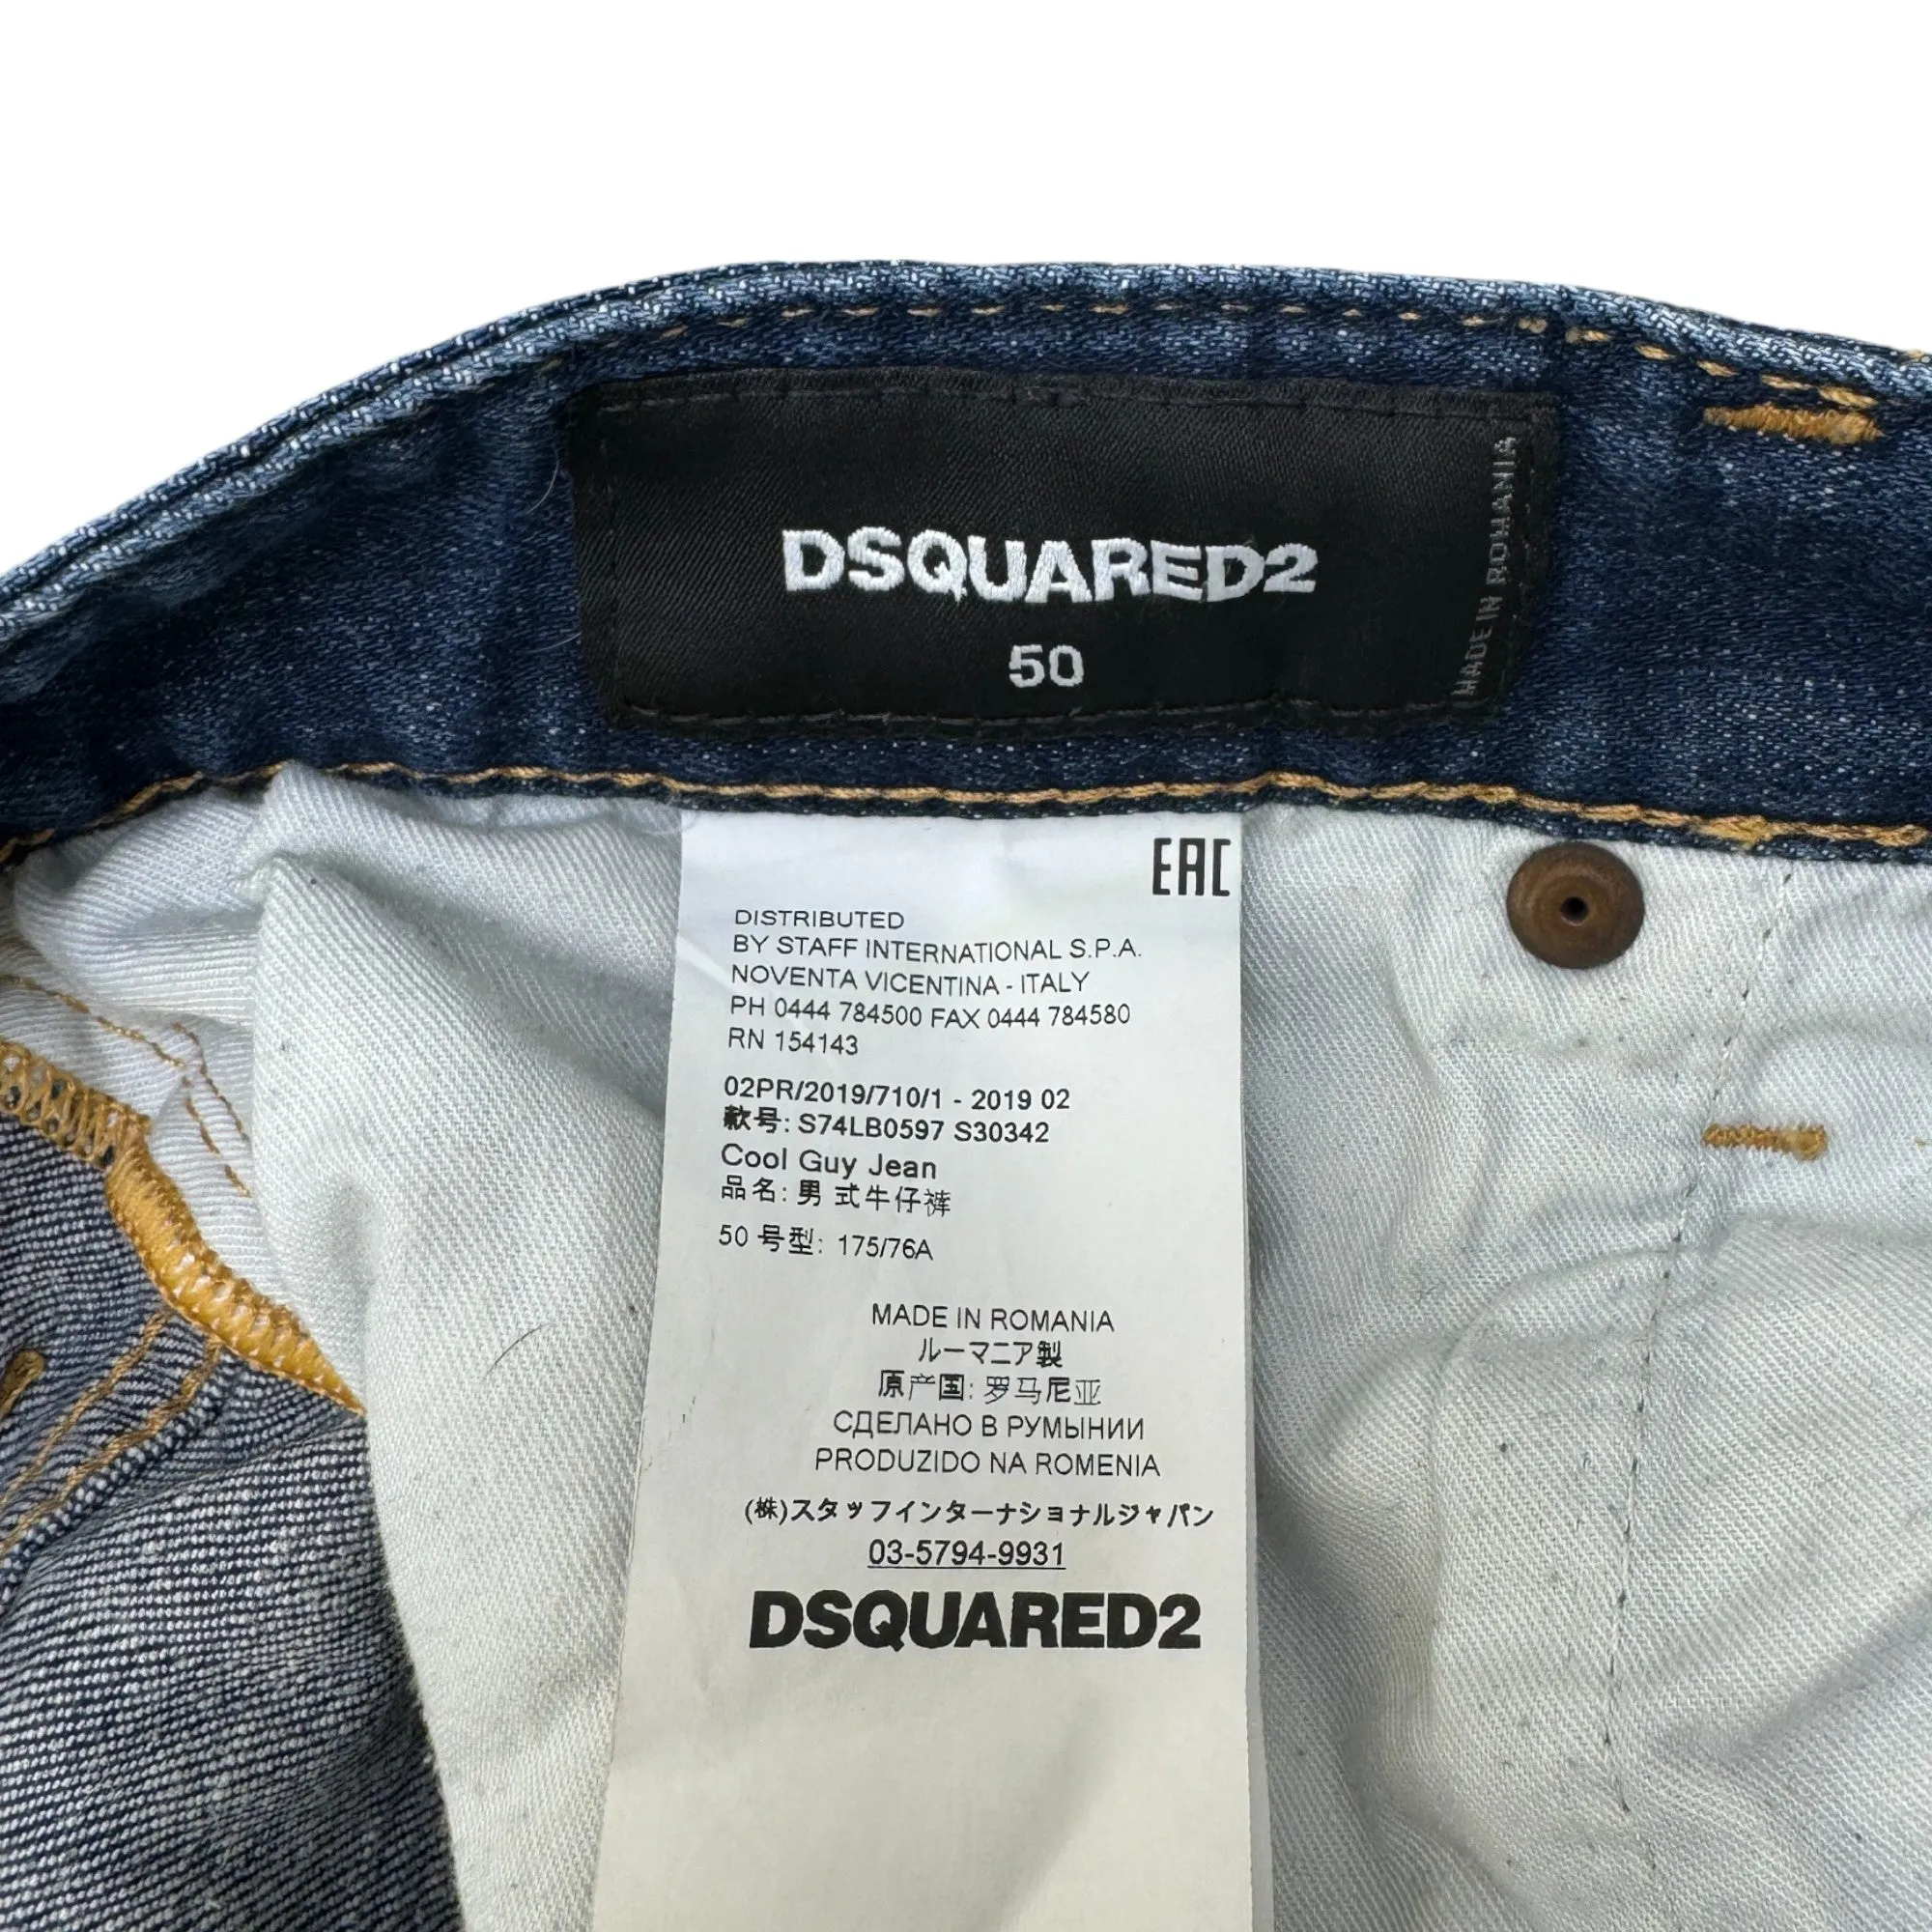 DSQUARED2
50
MADE IN ROMANIA
EAC
DISTRIBUTED
BY STAFF INTERNATIONAL S.P.A.
NOVENTA VICENTINA - ITALY
PH 0444 784500 FAX 0444 784580
RN 154143
02PR/2019/710/1 - 2019 02
款号: S74LB0597 S30342
Cool Guy Jean
品名: 男 式牛仔裤
50 号型: 175/76A
MADE IN ROMANIA
ルーマニア製
原产国: 罗马尼亚
СДЕЛАНО В РУМЫНИИ
PRODUZIDO NA ROMENIA
(株)スタッフインターナショナルジャパン
03-5794-9931
DSQUARED2